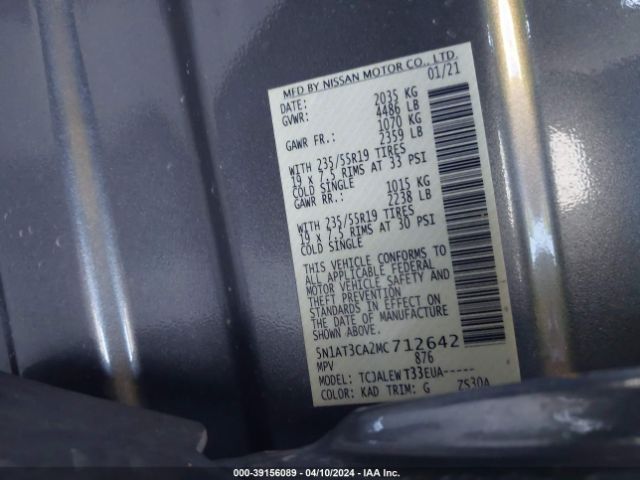 MFD BY NISSAN MOTOR CO., LTD.
DATE: 01/21
GVWR: 2035 KG
4486 LB
GAWR FR.: 1070 KG
2359 LB
WITH 235/55R19 TIRES
19 x 7.5 RIMS AT 33 PSI
COLD SINGLE
GAWR RR.: 1015 KG
2238 LB
WITH 235/55R19 TIRES
19 x 7.5 RIMS AT 30 PSI
COLD SINGLE
THIS VEHICLE CONFORMS TO
ALL APPLICABLE FEDERAL
MOTOR VEHICLE SAFETY AND
THEFT PREVENTION
STANDARDS IN EFFECT ON
THE DATE OF MANUFACTURE
SHOWN ABOVE.
5N1AT3CA2MC712642
MPV 876
MODEL: TCJALEWT33EUA-----
COLOR: KAD TRIM: G ZS30A
000-39156089 - 04/10/2024 - IAA Inc.